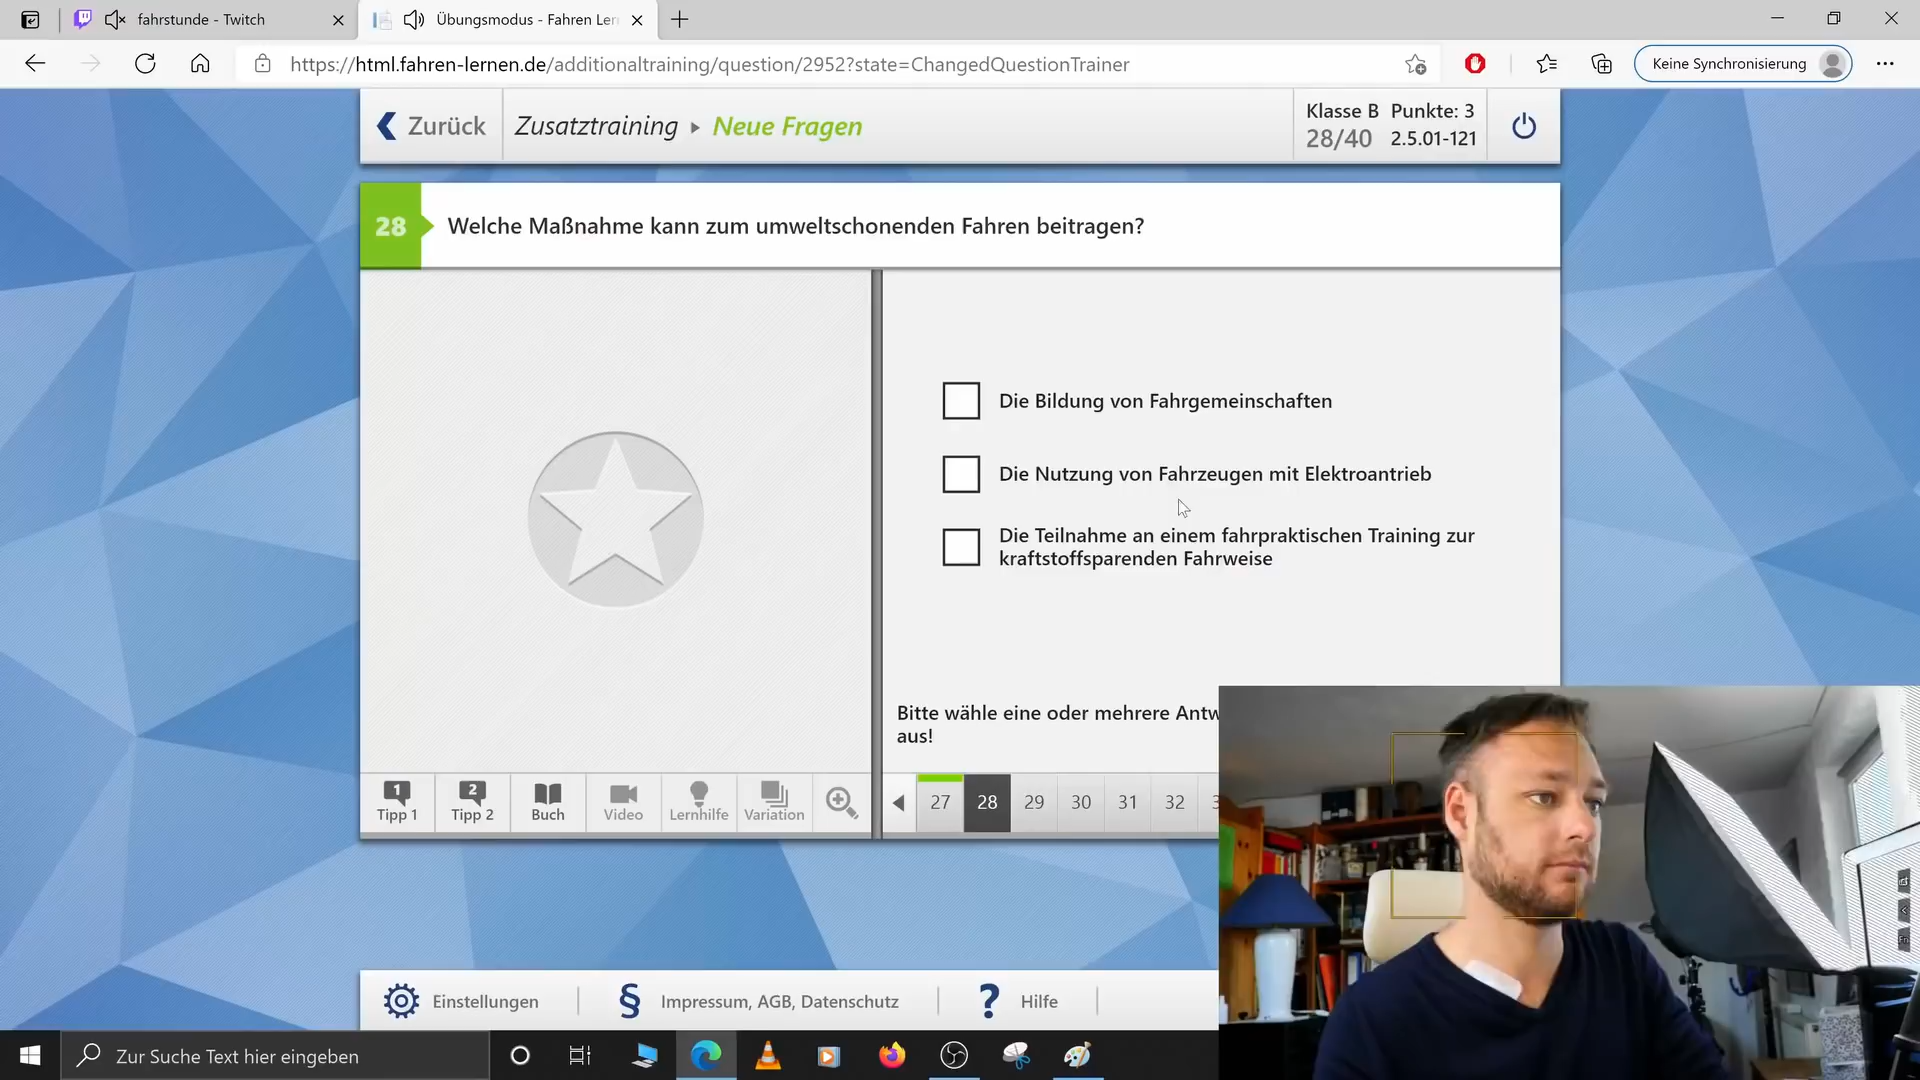 fahrstunde - Twitch
Übungsmodus - Fahren Ler
https://html.fahren-lernen.de/additionaltraining/question/2952?state=ChangedQuestionTrainer
Keine Synchronisierung
Zurück
Zusatztraining ▸ Neue Fragen
Klasse B Punkte: 3
28/40 2.5.01-121
28
Welche Maßnahme kann zum umweltschonenden Fahren beitragen?
Die Bildung von Fahrgemeinschaften
Die Nutzung von Fahrzeugen mit Elektroantrieb
Die Teilnahme an einem fahrpraktischen Training zur
kraftstoffsparenden Fahrweise
Bitte wähle eine oder mehrere Antw
aus!
1
Tipp 1
2
Tipp 2
Buch
Video
Lernhilfe
Variation
27 28 29 30 31 32 3
Einstellungen
§ Impressum, AGB, Datenschutz
? Hilfe
Zur Suche Text hier eingeben